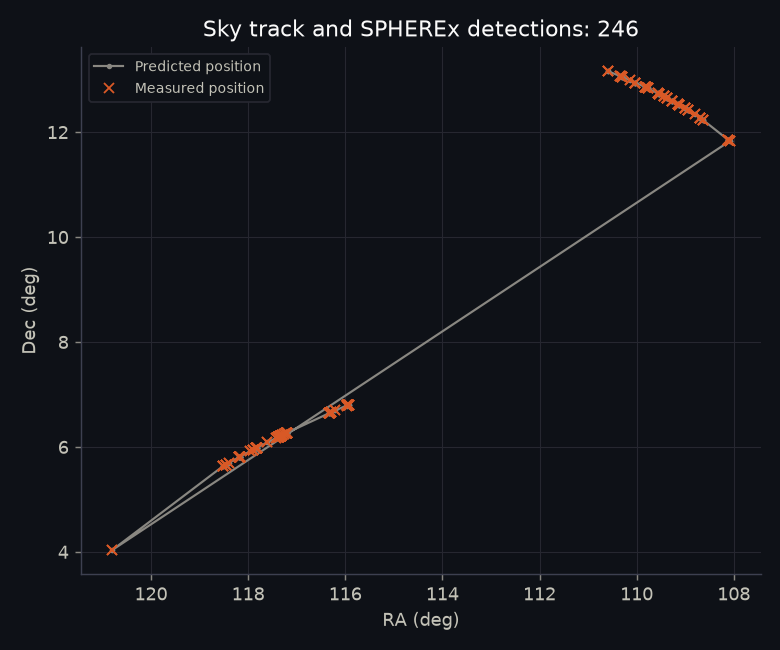 Sky track and SPHEREx detections: 246
Predicted position
Measured position
12
10
8
6
4
Dec (deg)
120 118 116 114 112 110 108
RA (deg)